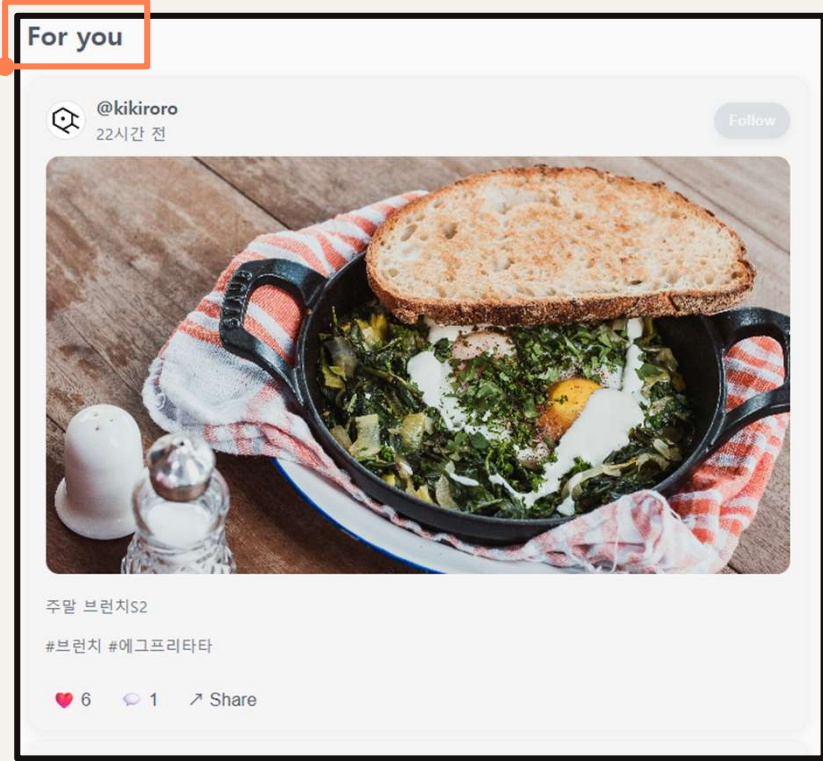 For you
@kikiroro
22시간 전
Follow
주말 브런치S2
#브런치 #에그프리타타
6 1 ↗ Share